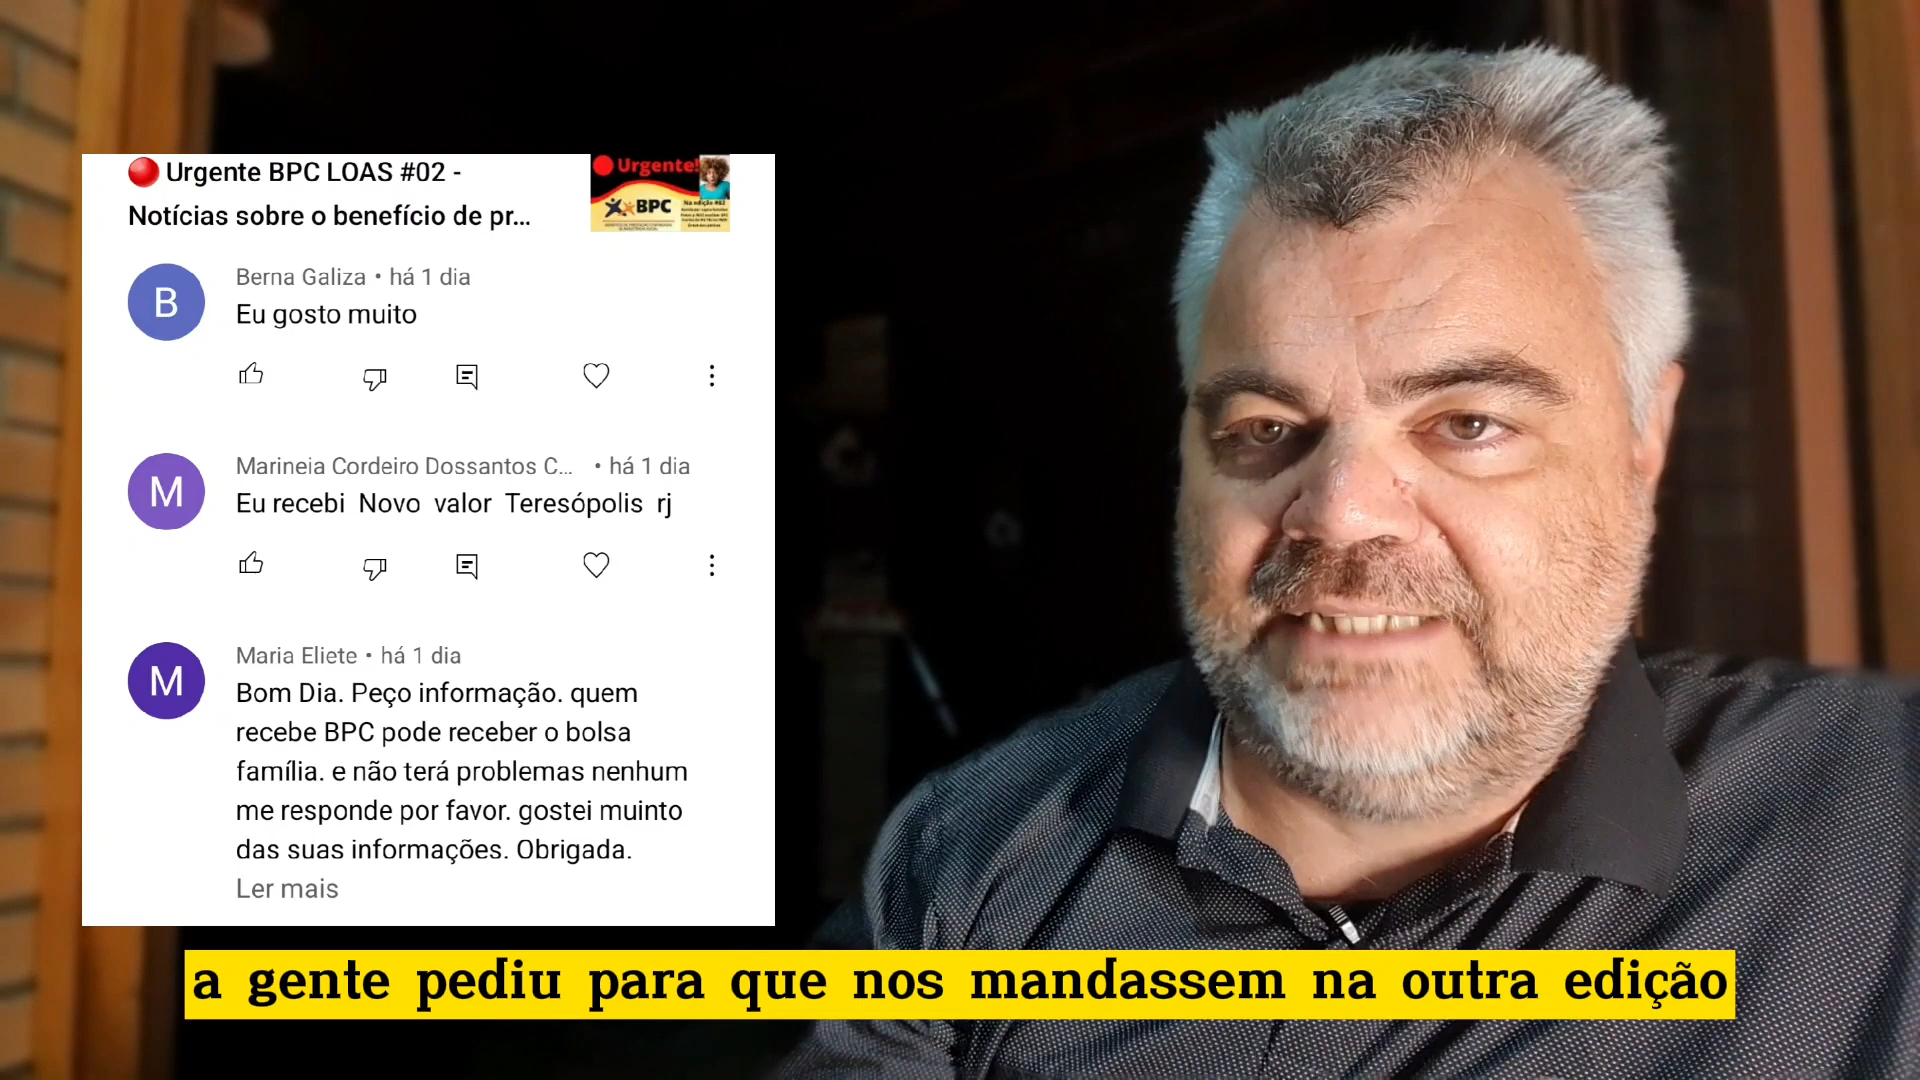 🔴 Urgente BPC LOAS #02 -
Notícias sobre o benefício de pr...
Urgente!
BPC
Na edição #02
B
Berna Galiza • há 1 dia
Eu gosto muito
M
Marineia Cordeiro Dossantos C... • há 1 dia
Eu recebi Novo valor Teresópolis rj
M
Maria Eliete • há 1 dia
Bom Dia. Peço informação. quem
recebe BPC pode receber o bolsa
família. e não terá problemas nenhum
me responde por favor. gostei muinto
das suas informações. Obrigada.
Ler mais
a gente pediu para que nos mandassem na outra edição